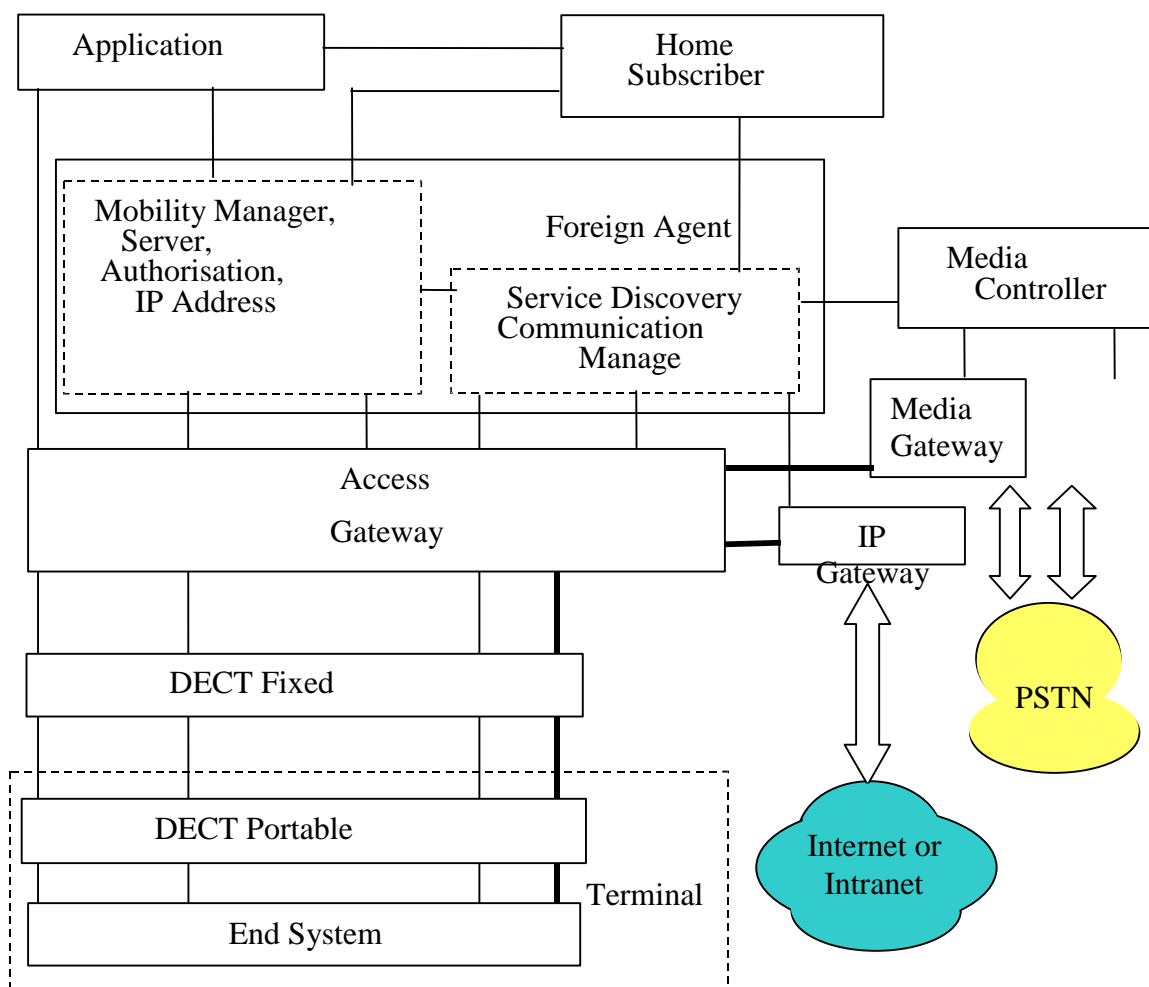 Application
Home
Subscriber
Mobility Manager,
Server,
Authorisation,
IP Address
Foreign Agent
Service Discovery
Communication
Manage
Media
Controller
Media
Gateway
Access
Gateway
IP
Gateway
DECT Fixed
PSTN
DECT Portable
Internet or
Intranet
Terminal
End System